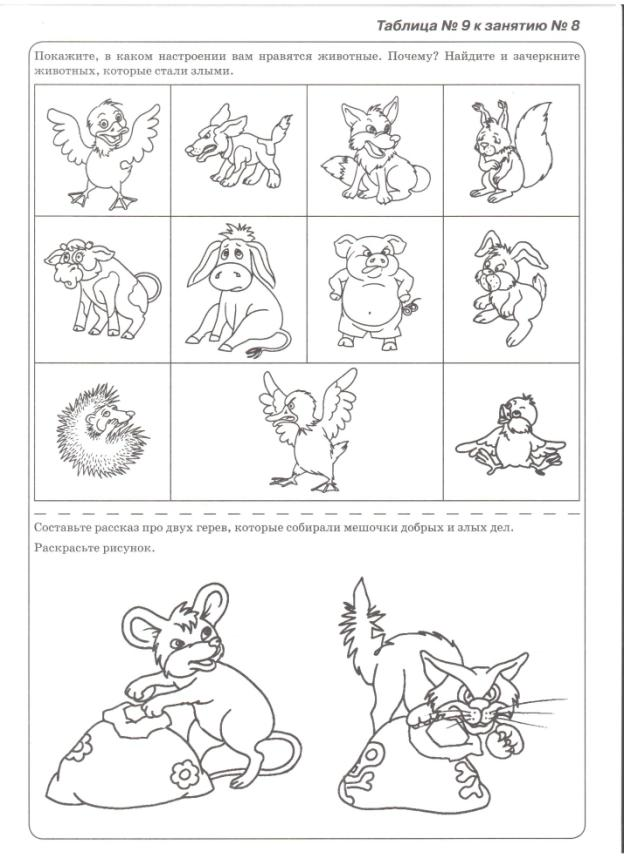 Таблица № 9 к занятию № 8
Покажите, в каком настроении вам нравятся животные. Почему? Найдите и зачеркните
животных, которые стали злыми.
Составьте рассказ про двух герев, которые собирали мешочки добрых и злых дел.
Раскрасьте рисунок.